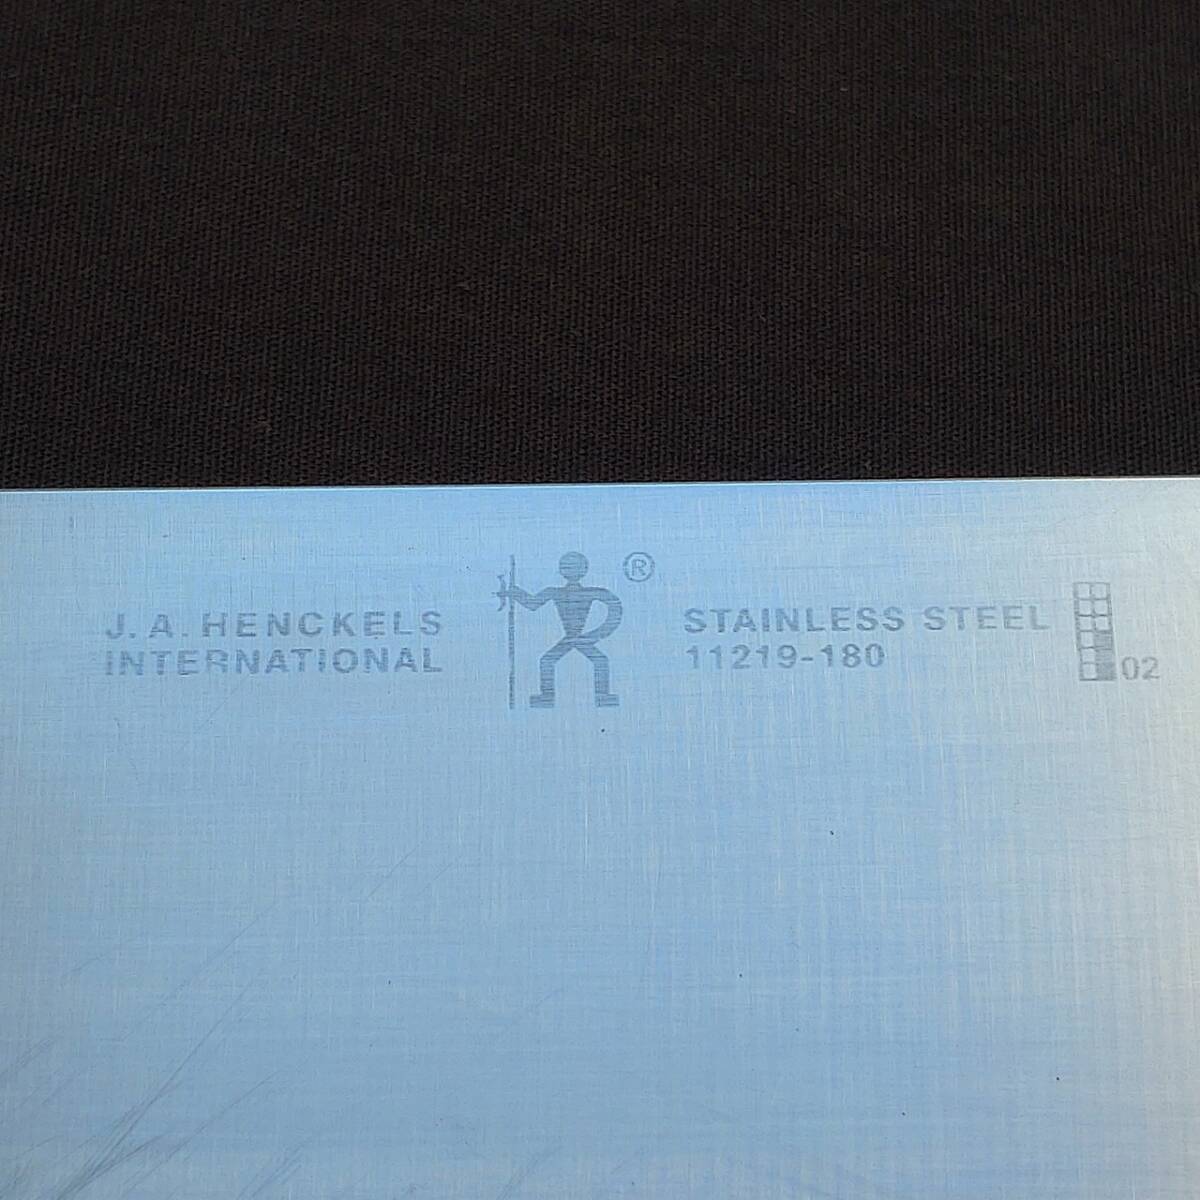 J. A. HENCKELS
INTERNATIONAL
®
STAINLESS STEEL
11219-180
02